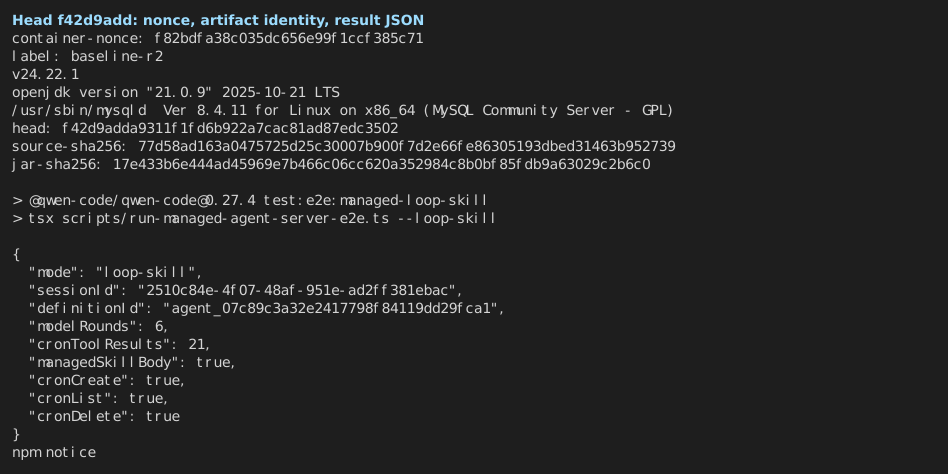 Head f42d9add: nonce, artifact identity, result JSON
container-nonce: f82bdfa38c035dc656e99f1ccf385c71
label: baseline-r2
v24.22.1
openjdk version "21.0.9" 2025-10-21 LTS
/usr/sbin/mysqld  Ver 8.4.11 for Linux on x86_64 (MySQL Community Server - GPL)
head: f42d9adda9311f1fd6b922a7cac81ad87edc3502
source-sha256: 77d58ad163a0475725d25c30007b900f7d2e66fe86305193dbed31463b952739
jar-sha256: 17e433b6e444ad45969e7b466c06cc620a352984c8b0bf85fdb9a63029c2b6c0
> @qwen-code/qwen-code@0.27.4 test:e2e:managed-loop-skill
> tsx scripts/run-managed-agent-server-e2e.ts --loop-skill
{
  "mode": "loop-skill",
  "sessionId": "2510c84e-4f07-48af-951e-ad2ff381ebac",
  "definitionId": "agent_07c89c3a32e2417798f84119dd29fca1",
  "modelRounds": 6,
  "cronToolResults": 21,
  "managedSkillBody": true,
  "cronCreate": true,
  "cronList": true,
  "cronDelete": true
}
npm notice